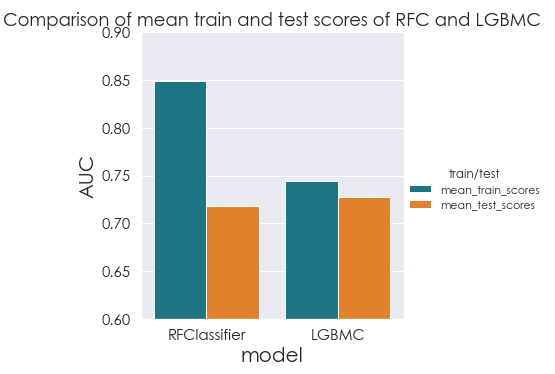 Comparison of mean train and test scores of RFC and LGBMC
0.90
0.85
0.80
0.75
0.70
0.65
0.60
AUC
RFClassifier
LGBMC
model
train/test
mean_train_scores
mean_test_scores